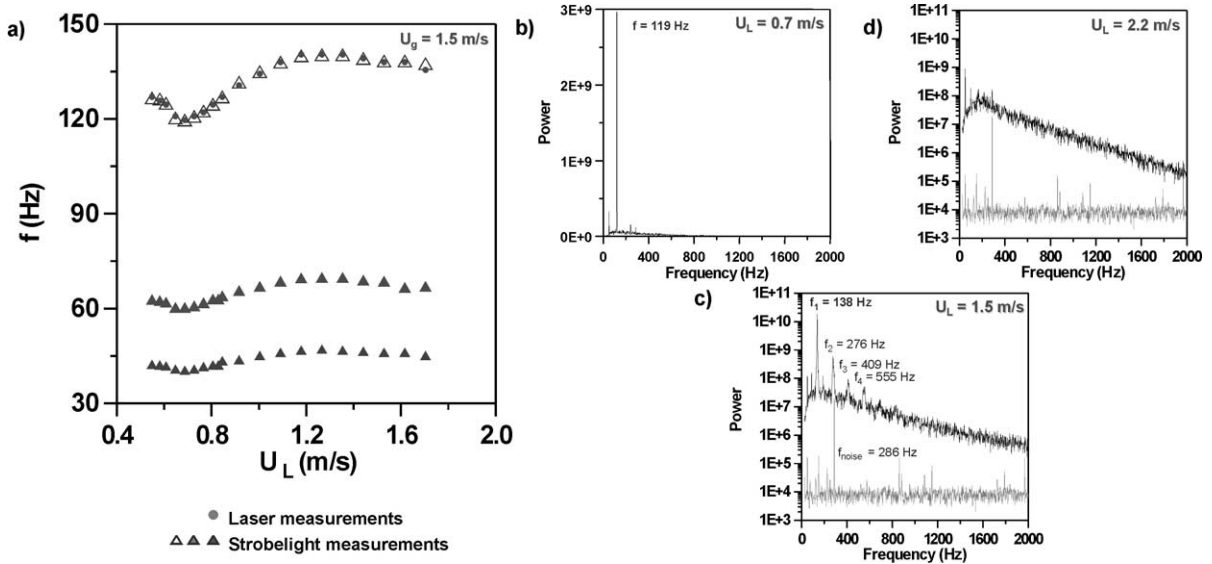 a)
U_g = 1.5 m/s
f (Hz)
150
120
90
60
30
0.4 0.8 1.2 1.6 2.0
U_L (m/s)
Laser measurements
Strobelight measurements
b)
U_L = 0.7 m/s
f = 119 Hz
Power
3E+9
2E+9
1E+9
0E+0
0 400 800 1200 1600 2000
Frequency (Hz)
c)
U_L = 1.5 m/s
f_1 = 138 Hz
f_2 = 276 Hz
f_3 = 409 Hz
f_4 = 555 Hz
f_noise = 286 Hz
Power
1E+11
1E+10
1E+9
1E+8
1E+7
1E+6
1E+5
1E+4
1E+3
0 400 800 1200 1600 2000
Frequency (Hz)
d)
U_L = 2.2 m/s
Power
1E+11
1E+10
1E+9
1E+8
1E+7
1E+6
1E+5
1E+4
1E+3
0 400 800 1200 1600 2000
Frequency (Hz)